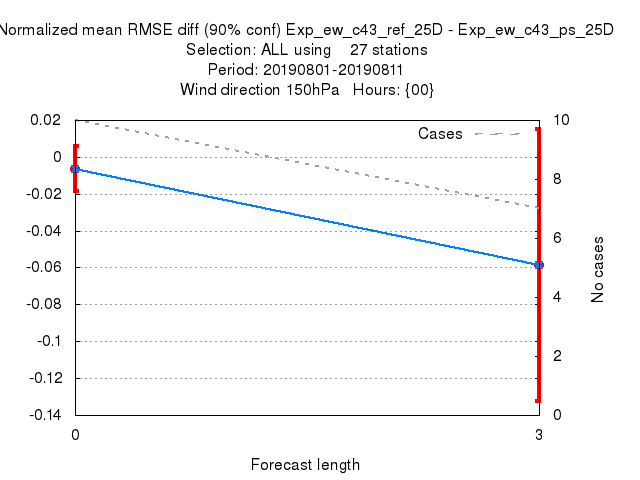 Normalized mean RMSE diff (90% conf) Exp_ew_c43_ref_25D - Exp_ew_c43_ps_25D
Selection: ALL using    27 stations
Period: 20190801-20190811
Wind direction 150hPa   Hours: {00}
Cases
0.02
0
-0.02
-0.04
-0.06
-0.08
-0.1
-0.12
-0.14
10
8
6
4
2
0
No cases
0
3
Forecast length